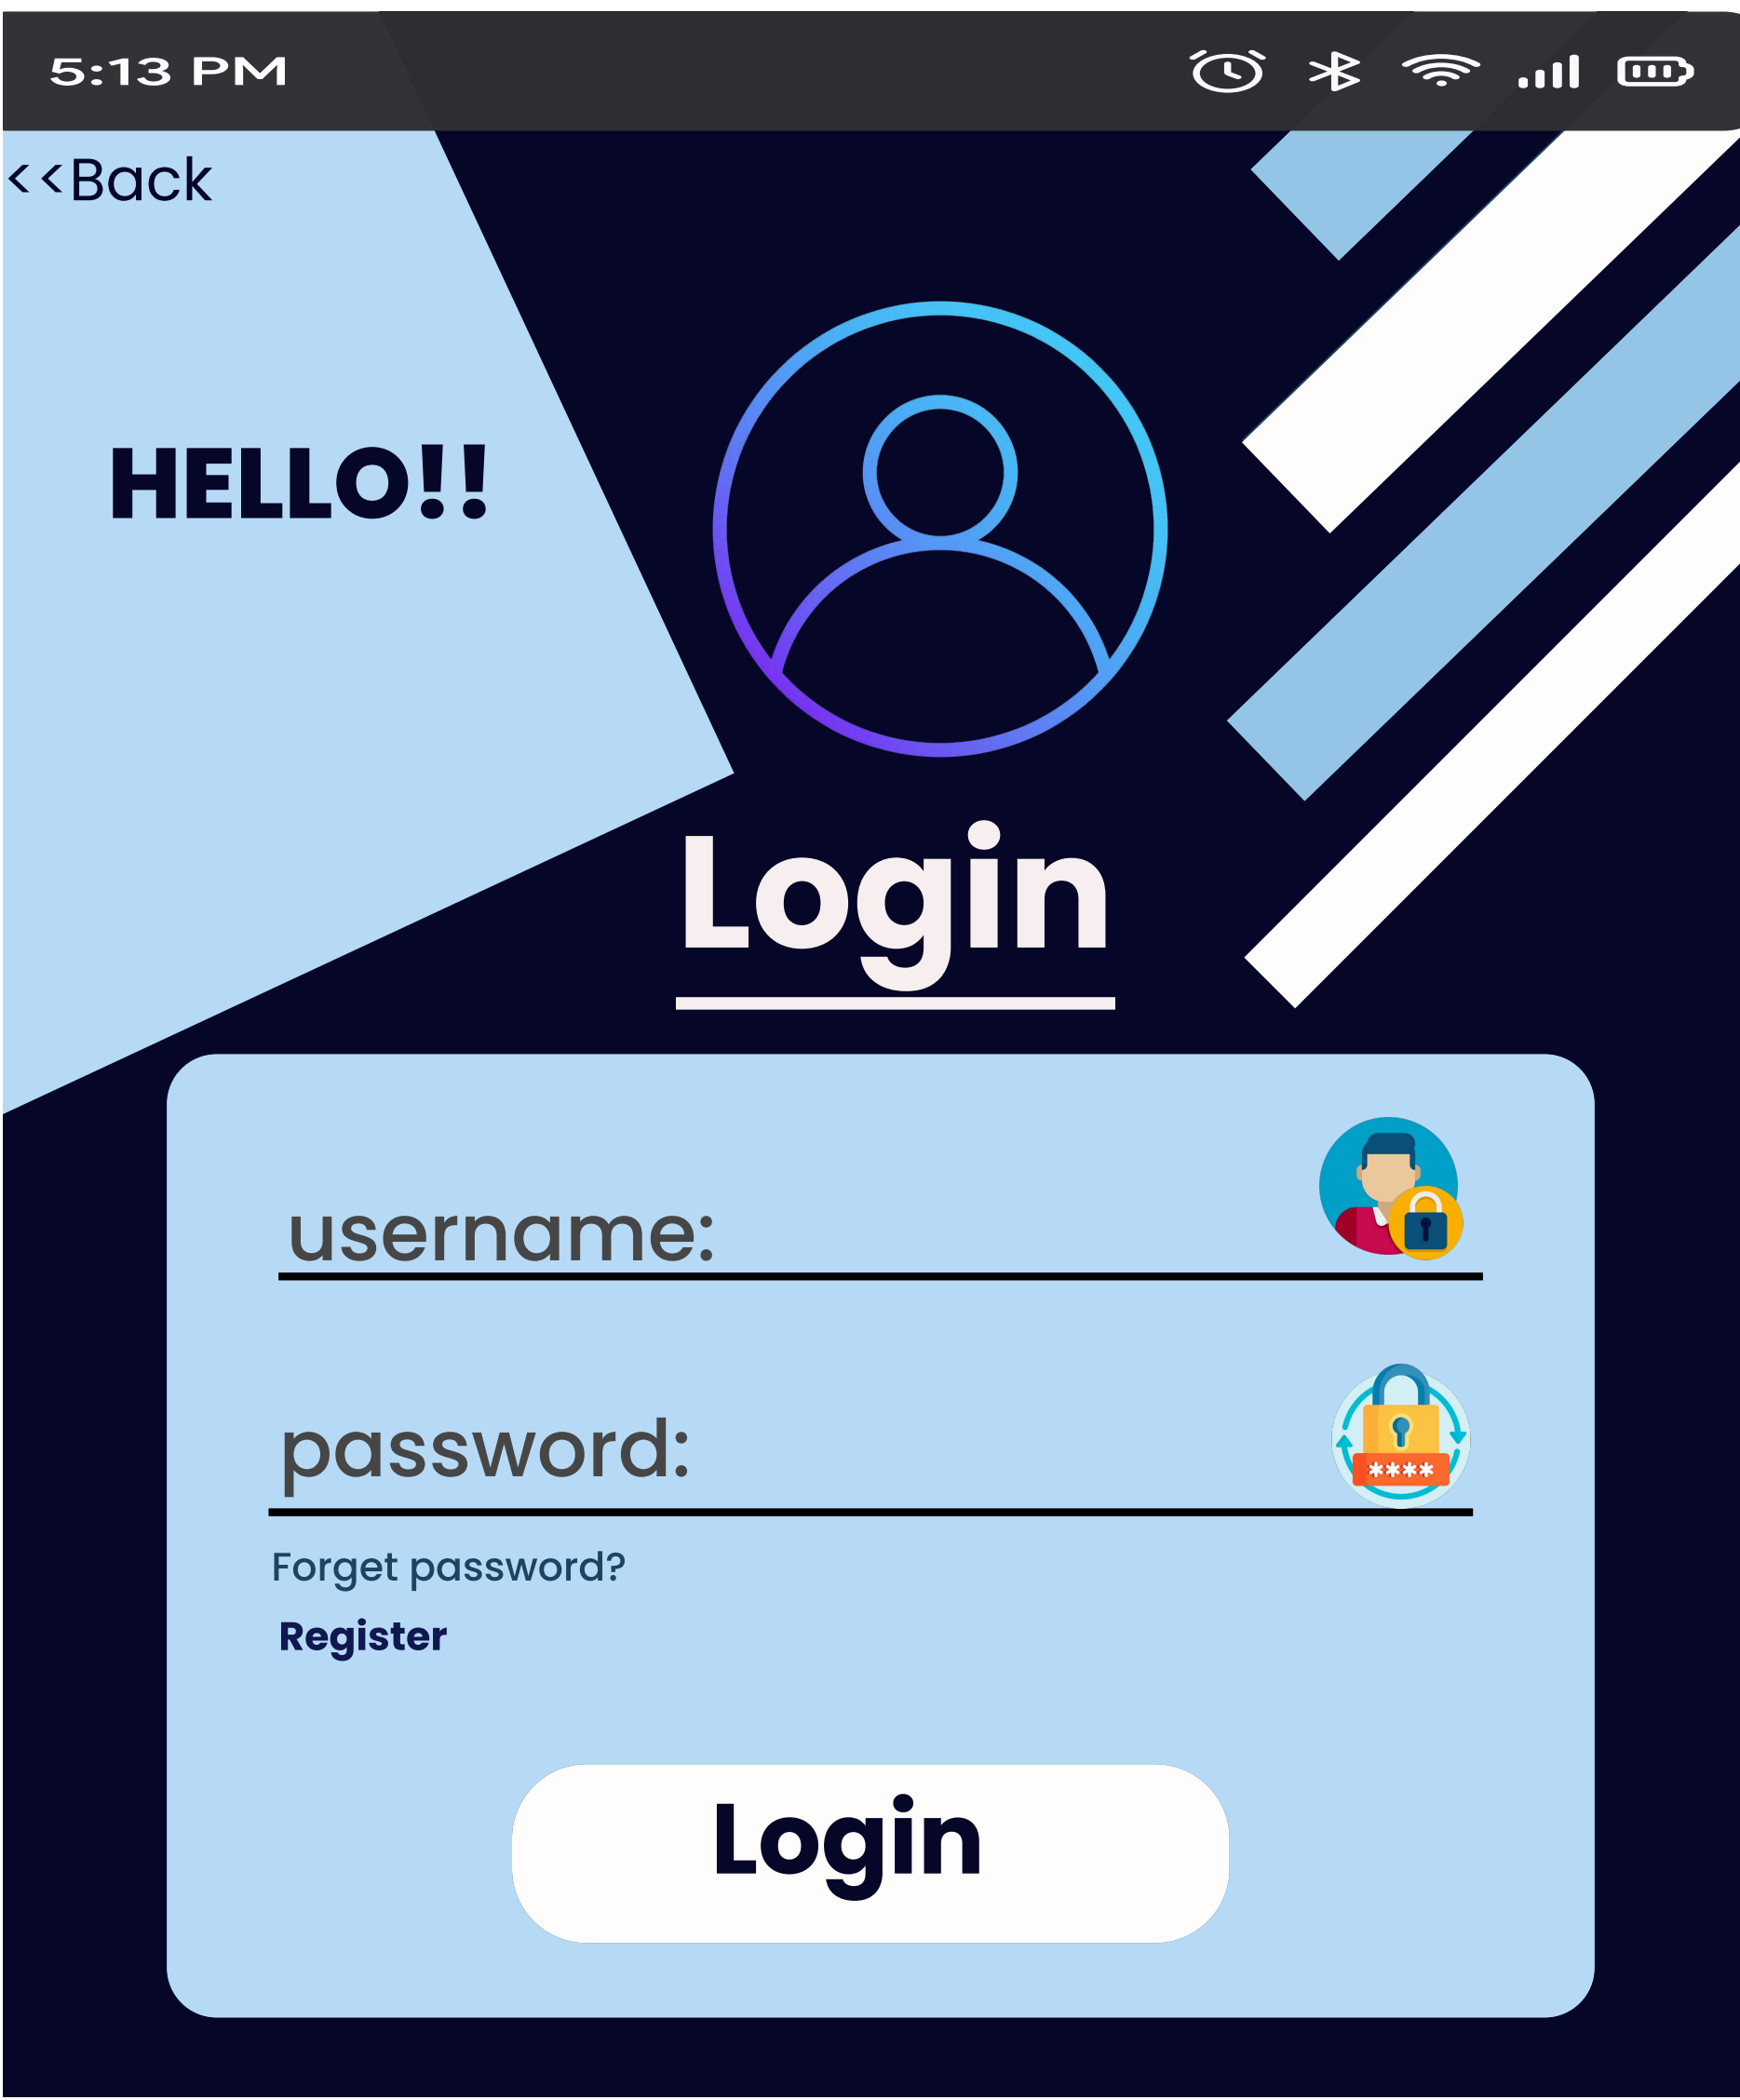 5:13 PM
<<Back
HELLO!!
Login
username:
password:
****
Forget password?
Register
Login